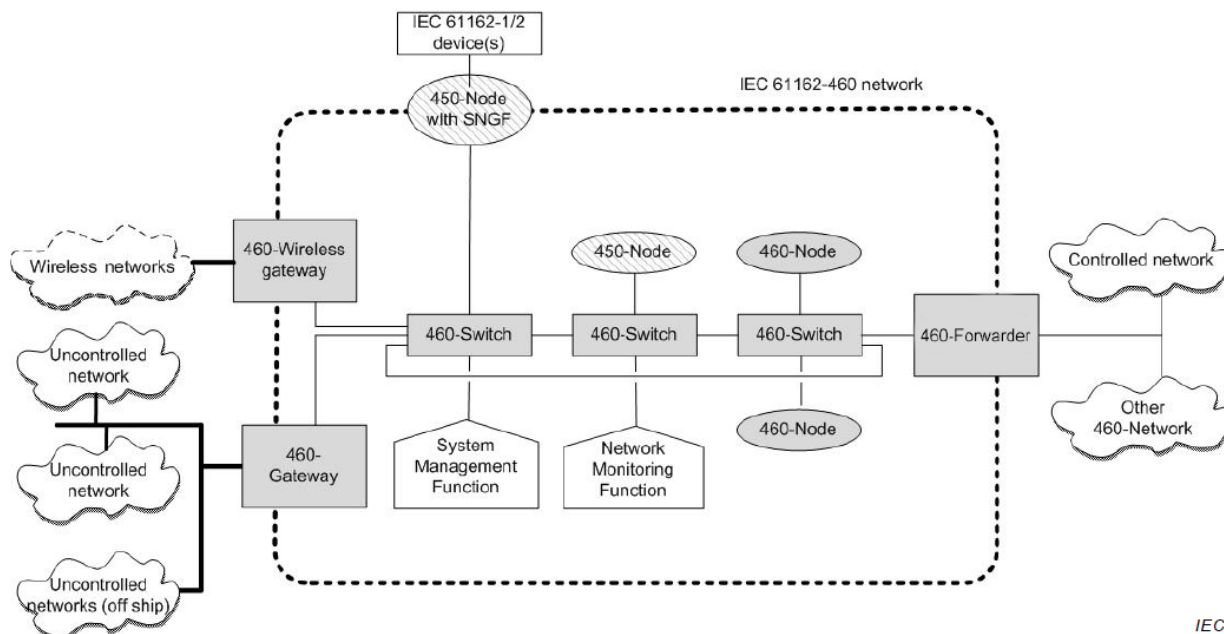 IEC 61162-1/2
device(s)
IEC 61162-460 network
450-Node
with SNGF
460-Wireless
gateway
Wireless networks
450-Node
460-Node
Controlled network
460-Switch
460-Switch
460-Switch
460-Forwarder
Uncontrolled
network
Uncontrolled
network
460-
Gateway
System
Management
Function
Network
Monitoring
Function
460-Node
Other
460-Network
Uncontrolled
networks (off ship)
IEC